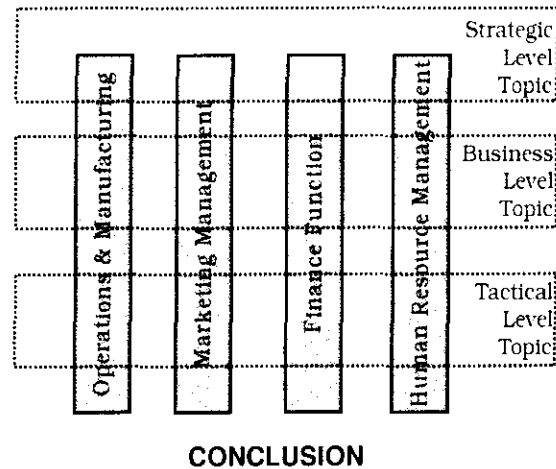 Strategic
Level
Topic
Operations & Manufacturing
Marketing Management
Finance Function
Human Resource Management
Business
Level
Topic
Tactical
Level
Topic
CONCLUSION